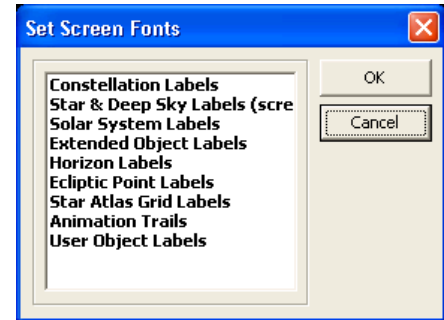 Set Screen Fonts
Constellation Labels
Star & Deep Sky Labels (scre
Solar System Labels
Extended Object Labels
Horizon Labels
Ecliptic Point Labels
Star Atlas Grid Labels
Animation Trails
User Object Labels
OK
Cancel